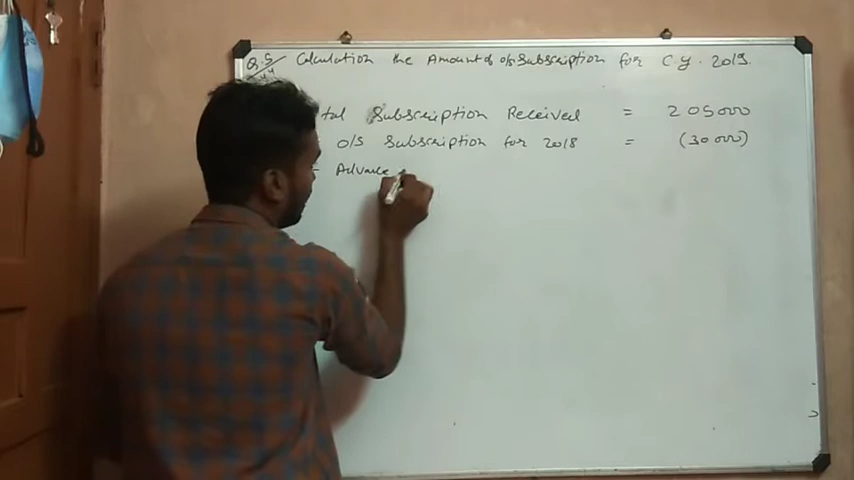 Q.5 Calculation the Amount of o/s Subscription for C.Y. 2019.
Subscription Received = 205000
o/s Subscription for 2018 = (30000)
- Advance